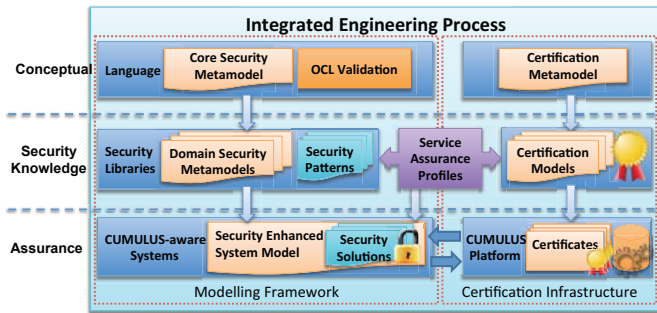 Integrated Engineering Process
Conceptual
Language
Core Security
Metamodel
OCL Validation
Certification
Metamodel
Security
Knowledge
Security
Libraries
Domain Security
Metamodels
Security
Patterns
Service
Assurance
Profiles
Certification
Models
Assurance
CUMULUS-aware
Systems
Security Enhanced
System Model
Security
Solutions
CUMULUS
Platform
Certificates
Modelling Framework
Certification Infrastructure